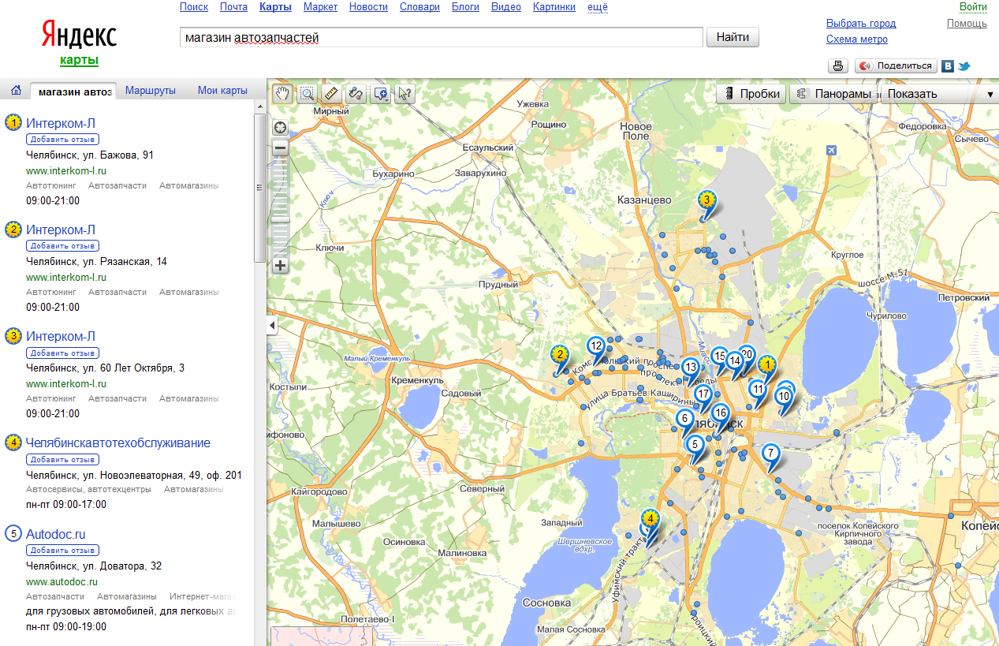 Поиск Почта Карты Маркет Новости Словари Блоги Видео Картинки ещё
Войти
Яндекс
карты
магазин автозапчастей
Найти
Выбрать город
Помощь
Схема метро
Поделиться
магазин автоз
Маршруты
Мои карты
1 Интерком-Л
Добавить отзыв
Челябинск, ул. Бажова, 91
www.interkom-l.ru
Автотюнинг Автозапчасти Автомагазины
09:00-21:00
2 Интерком-Л
Добавить отзыв
Челябинск, ул. Рязанская, 14
www.interkom-l.ru
Автотюнинг Автозапчасти Автомагазины
09:00-21:00
3 Интерком-Л
Добавить отзыв
Челябинск, ул. 60 Лет Октября, 3
www.interkom-l.ru
Автотюнинг Автозапчасти Автомагазины
09:00-21:00
4 Челябинскавтотехобслуживание
Добавить отзыв
Челябинск, ул. Новоэлеваторная, 49, оф. 201
Автосервисы, автотехцентры Автомагазины
пн-пт 09:00-17:00
5 Autodoc.ru
Добавить отзыв
Челябинск, ул. Доватора, 32
www.autodoc.ru
Автозапчасти Автомагазины Интернет-мага
для грузовых автомобилей, для легковых ав
пн-пт 09:00-19:00
Пробки
Панорамы
Показать
Ужевка
Мирный
Рощино
Новое
Поле
Федоровка
Сычево
Есаульский
Бухарино
Заварухино
Ключ
Казанцево
3
Ключи
Круглое
шоссе М-51
Прудный
Петровский
Чурилово
Миасс
12
2
15
20
14
1
13
Малый Кременкуль
Кременкуль
Костыли
Садовый
проспект Победы
улица Братьев Кашириных
11
10
17
16
6
5
7
4
Кайгородово
Северный
Малышево
Западный
Шершневское
вдхр.
Осиновка
Малиновка
Уфимский тракт
поселок Копейского
Кирпичного
завода
Копейс
Сосновка
Полетаево-I
Малая Сосновка